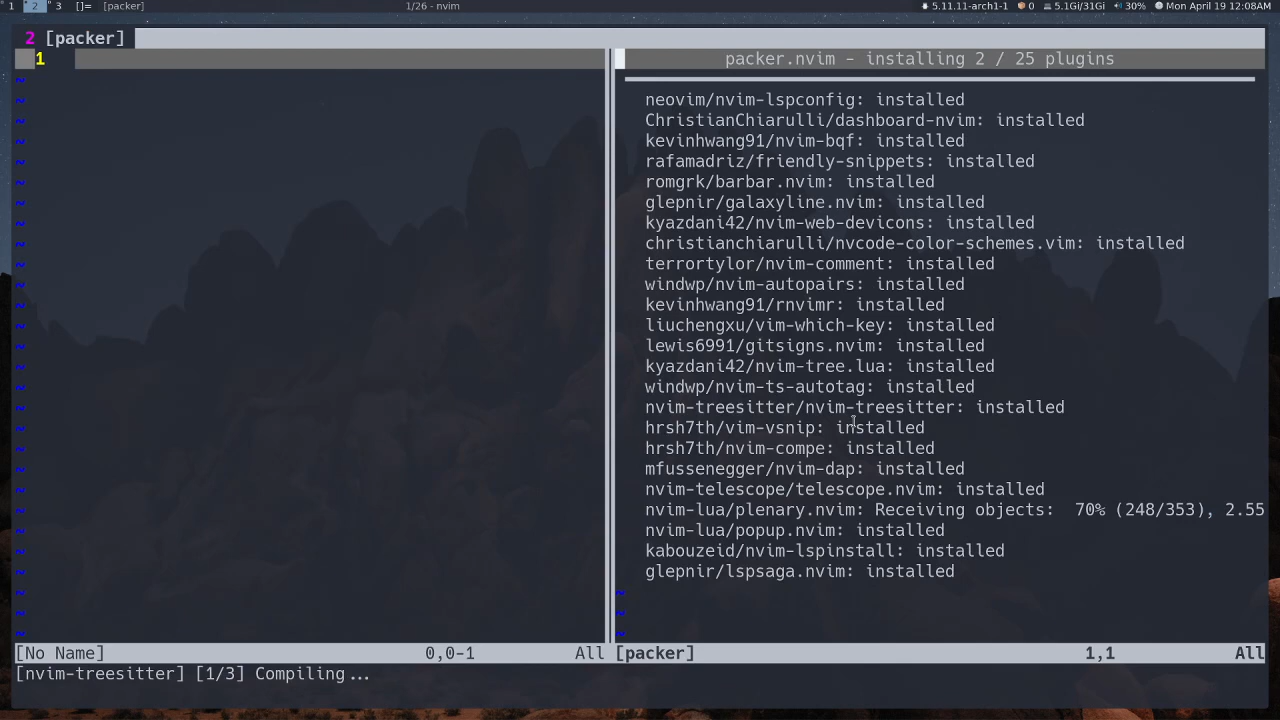 1 2 3 []= [packer] 1/26 - nvim 5.11.11-arch1-1 0 5.1Gi/31Gi 30% Mon April 19 12:08AM
2 [packer]
1
packer.nvim - installing 2 / 25 plugins
neovim/nvim-lspconfig: installed
ChristianChiarulli/dashboard-nvim: installed
kevinhwang91/nvim-bqf: installed
rafamadriz/friendly-snippets: installed
romgrk/barbar.nvim: installed
glepnir/galaxyline.nvim: installed
kyazdani42/nvim-web-devicons: installed
christianchiarulli/nvcode-color-schemes.vim: installed
terrortylor/nvim-comment: installed
windwp/nvim-autopairs: installed
kevinhwang91/rnvimr: installed
liuchengxu/vim-which-key: installed
lewis6991/gitsigns.nvim: installed
kyazdani42/nvim-tree.lua: installed
windwp/nvim-ts-autotag: installed
nvim-treesitter/nvim-treesitter: installed
hrsh7th/vim-vsnip: installed
hrsh7th/nvim-compe: installed
mfussenegger/nvim-dap: installed
nvim-telescope/telescope.nvim: installed
nvim-lua/plenary.nvim: Receiving objects:  70% (248/353), 2.55
nvim-lua/popup.nvim: installed
kabouzeid/nvim-lspinstall: installed
glepnir/lspsaga.nvim: installed
[No Name] 0,0-1 All [packer] 1,1 All
[nvim-treesitter] [1/3] Compiling...